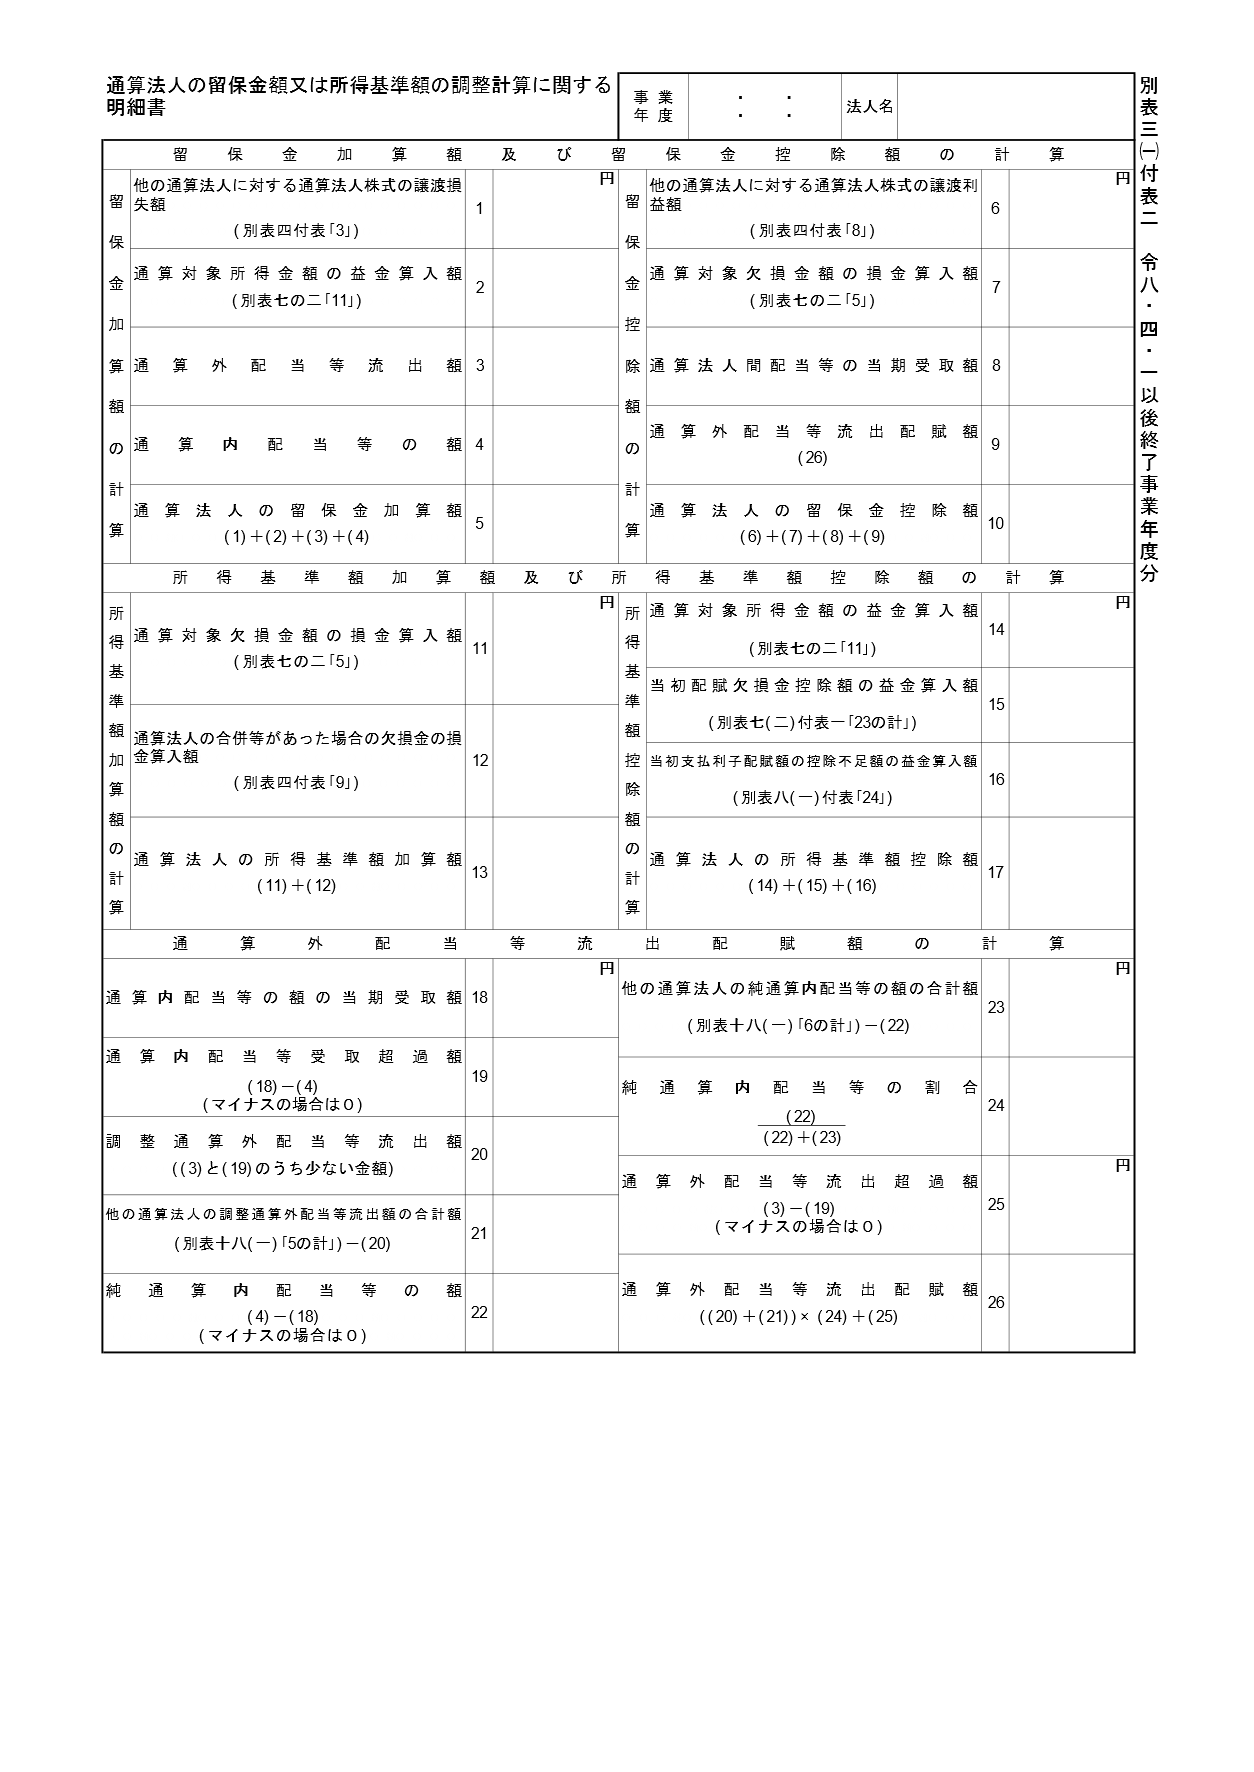 通算法人の留保金額又は所得基準額の調整計算に関する
明細書
事業
年度
・ ・
・ ・
法人名
別表三㈠付表二 令八・四・一以後終了事業年度分
留保金加算額及び留保金控除額の計算
留保金加算額の計算
他の通算法人に対する通算法人株式の譲渡損
失額
(別表四付表「3」)
1
円
通算対象所得金額の益金算入額
(別表七の二「11」)
2
通算外配当等流出額
3
通算内配当等の額
4
通算法人の留保金加算額
(1)+(2)+(3)+(4)
5
留保金控除額の計算
他の通算法人に対する通算法人株式の譲渡利
益額
(別表四付表「8」)
6
円
通算対象欠損金額の損金算入額
(別表七の二「5」)
7
通算法人間配当等の当期受取額
8
通算外配当等流出配賦額
(26)
9
通算法人の留保金控除額
(6)+(7)+(8)+(9)
10
所得基準額加算額及び所得基準額控除額の計算
所得基準額加算額の計算
通算対象欠損金額の損金算入額
(別表七の二「5」)
11
円
通算法人の合併等があった場合の欠損金の損
金算入額
(別表四付表「9」)
12
通算法人の所得基準額加算額
(11)+(12)
13
所得基準額控除額の計算
通算対象所得金額の益金算入額
(別表七の二「11」)
14
円
当初配賦欠損金控除額の益金算入額
(別表七(二)付表一「23の計」)
15
当初支払利子配賦額の控除不足額の益金算入額
(別表八(一)付表「24」)
16
通算法人の所得基準額控除額
(14)+(15)+(16)
17
通算外配当等流出配賦額の計算
通算内配当等の額の当期受取額
18
円
通算内配当等受取超過額
(18)-(4)
(マイナスの場合は0)
19
調整通算外配当等流出額
((3)と(19)のうち少ない金額)
20
他の通算法人の調整通算外配当等流出額の合計額
(別表十八(一)「5の計」)-(20)
21
純通算内配当等の額
(4)-(18)
(マイナスの場合は0)
22
他の通算法人の純通算内配当等の額の合計額
(別表十八(一)「6の計」)-(22)
23
円
純通算内配当等の割合
(22)
(22)+(23)
24
通算外配当等流出超過額
(3)-(19)
(マイナスの場合は0)
25
円
通算外配当等流出配賦額
((20)+(21))×(24)+(25)
26